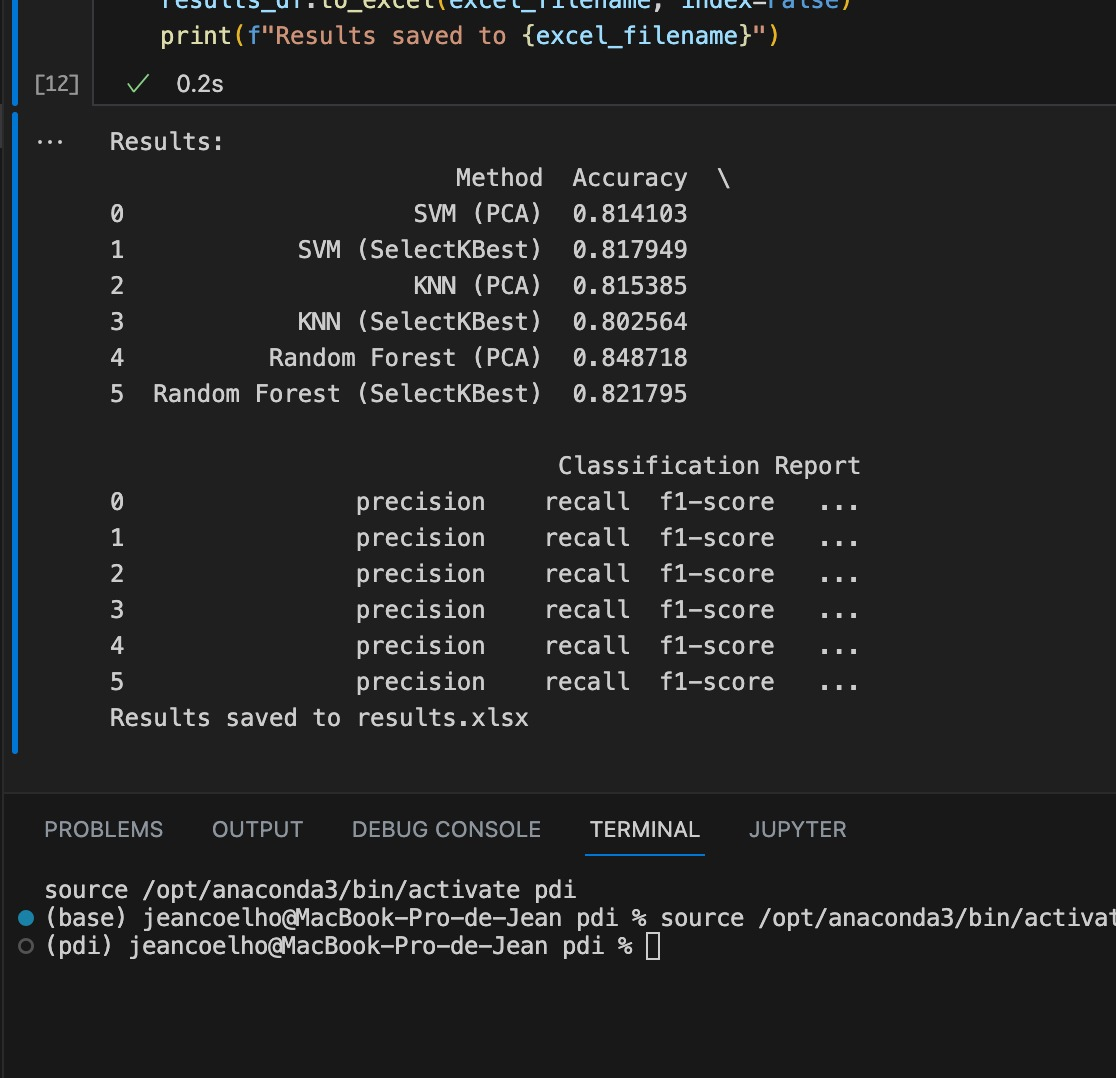 results_df.to_excel(excel_filename, index=False)
print(f"Results saved to {excel_filename}")
[12] ✓ 0.2s
... Results:
Method Accuracy \
0 SVM (PCA) 0.814103
1 SVM (SelectKBest) 0.817949
2 KNN (PCA) 0.815385
3 KNN (SelectKBest) 0.802564
4 Random Forest (PCA) 0.848718
5 Random Forest (SelectKBest) 0.821795
Classification Report
0 precision recall f1-score ...
1 precision recall f1-score ...
2 precision recall f1-score ...
3 precision recall f1-score ...
4 precision recall f1-score ...
5 precision recall f1-score ...
Results saved to results.xlsx
PROBLEMS OUTPUT DEBUG CONSOLE TERMINAL JUPYTER
source /opt/anaconda3/bin/activate pdi
(base) jeancoelho@MacBook-Pro-de-Jean pdi % source /opt/anaconda3/bin/activat
(pdi) jeancoelho@MacBook-Pro-de-Jean pdi %